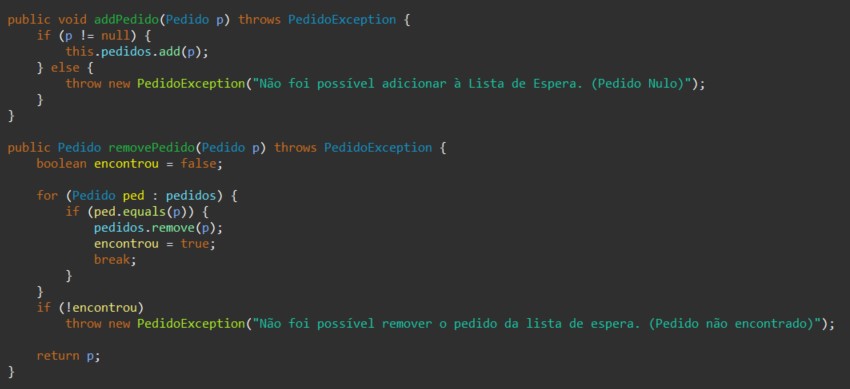 public void addPedido(Pedido p) throws PedidoException {
    if (p != null) {
        this.pedidos.add(p);
    } else {
        throw new PedidoException("Não foi possível adicionar à Lista de Espera. (Pedido Nulo)");
    }
}

public Pedido removePedido(Pedido p) throws PedidoException {
    boolean encontrou = false;

    for (Pedido ped : pedidos) {
        if (ped.equals(p)) {
            pedidos.remove(p);
            encontrou = true;
            break;
        }
    }
    if (!encontrou)
        throw new PedidoException("Não foi possível remover o pedido da lista de espera. (Pedido não encontrado)");

    return p;
}